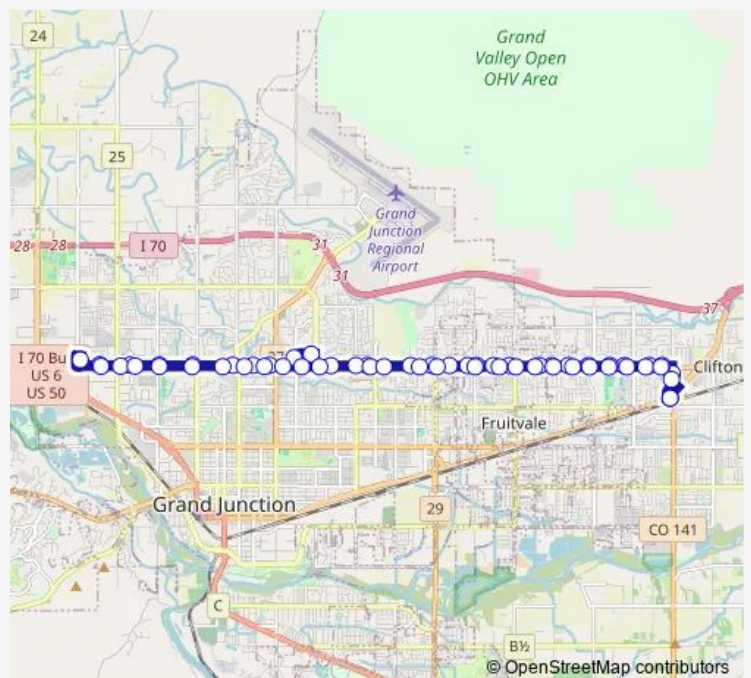 24
Grand
Valley Open
OHV Area
25
Grand
Junction
Regional
Airport
28
28
I 70
31
31
37
I 70 Bu
US 6
US 50
Clifton
Fruitvale
Grand Junction
29
CO 141
C
B½
© OpenStreetMap contributors